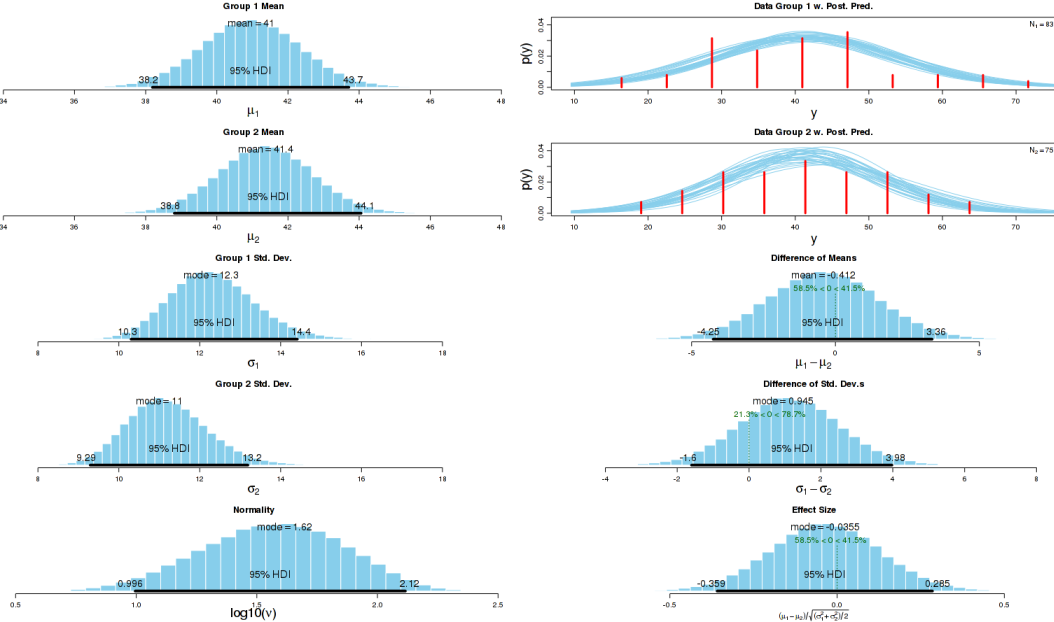 Group 1 Mean
mean = 41
95% HDI
38.2 43.7
34 36 38 40 42 44 46 48
μ1
Data Group 1 w. Post. Pred.
N1 = 83
p(y)
0.00 0.02 0.04
10 20 30 40 50 60 70
y
Group 2 Mean
mean = 41.4
95% HDI
38.8 44.1
34 36 38 40 42 44 46 48
μ2
Data Group 2 w. Post. Pred.
N2 = 75
p(y)
0.00 0.02 0.04
10 20 30 40 50 60 70
y
Group 1 Std. Dev.
mode = 12.3
95% HDI
10.3 14.4
8 10 12 14 16 18
σ1
Difference of Means
mean = -0.412
58.5% < 0 < 41.5%
95% HDI
-4.25 3.36
-5 0 5
μ1 − μ2
Group 2 Std. Dev.
mode = 11
95% HDI
9.29 13.2
8 10 12 14 16 18
σ2
Difference of Std. Dev.s
mode = 0.945
21.3% < 0 < 78.7%
95% HDI
-1.6 3.98
-4 -2 0 2 4 6 8
σ1 − σ2
Normality
mode = 1.62
95% HDI
0.996 2.12
0.5 1.0 1.5 2.0 2.5
log10(ν)
Effect Size
mode = -0.0355
58.5% < 0 < 41.5%
95% HDI
-0.359 0.285
-0.5 0.0 0.5
(μ1 − μ2)/√(σ1² + σ2²)/2